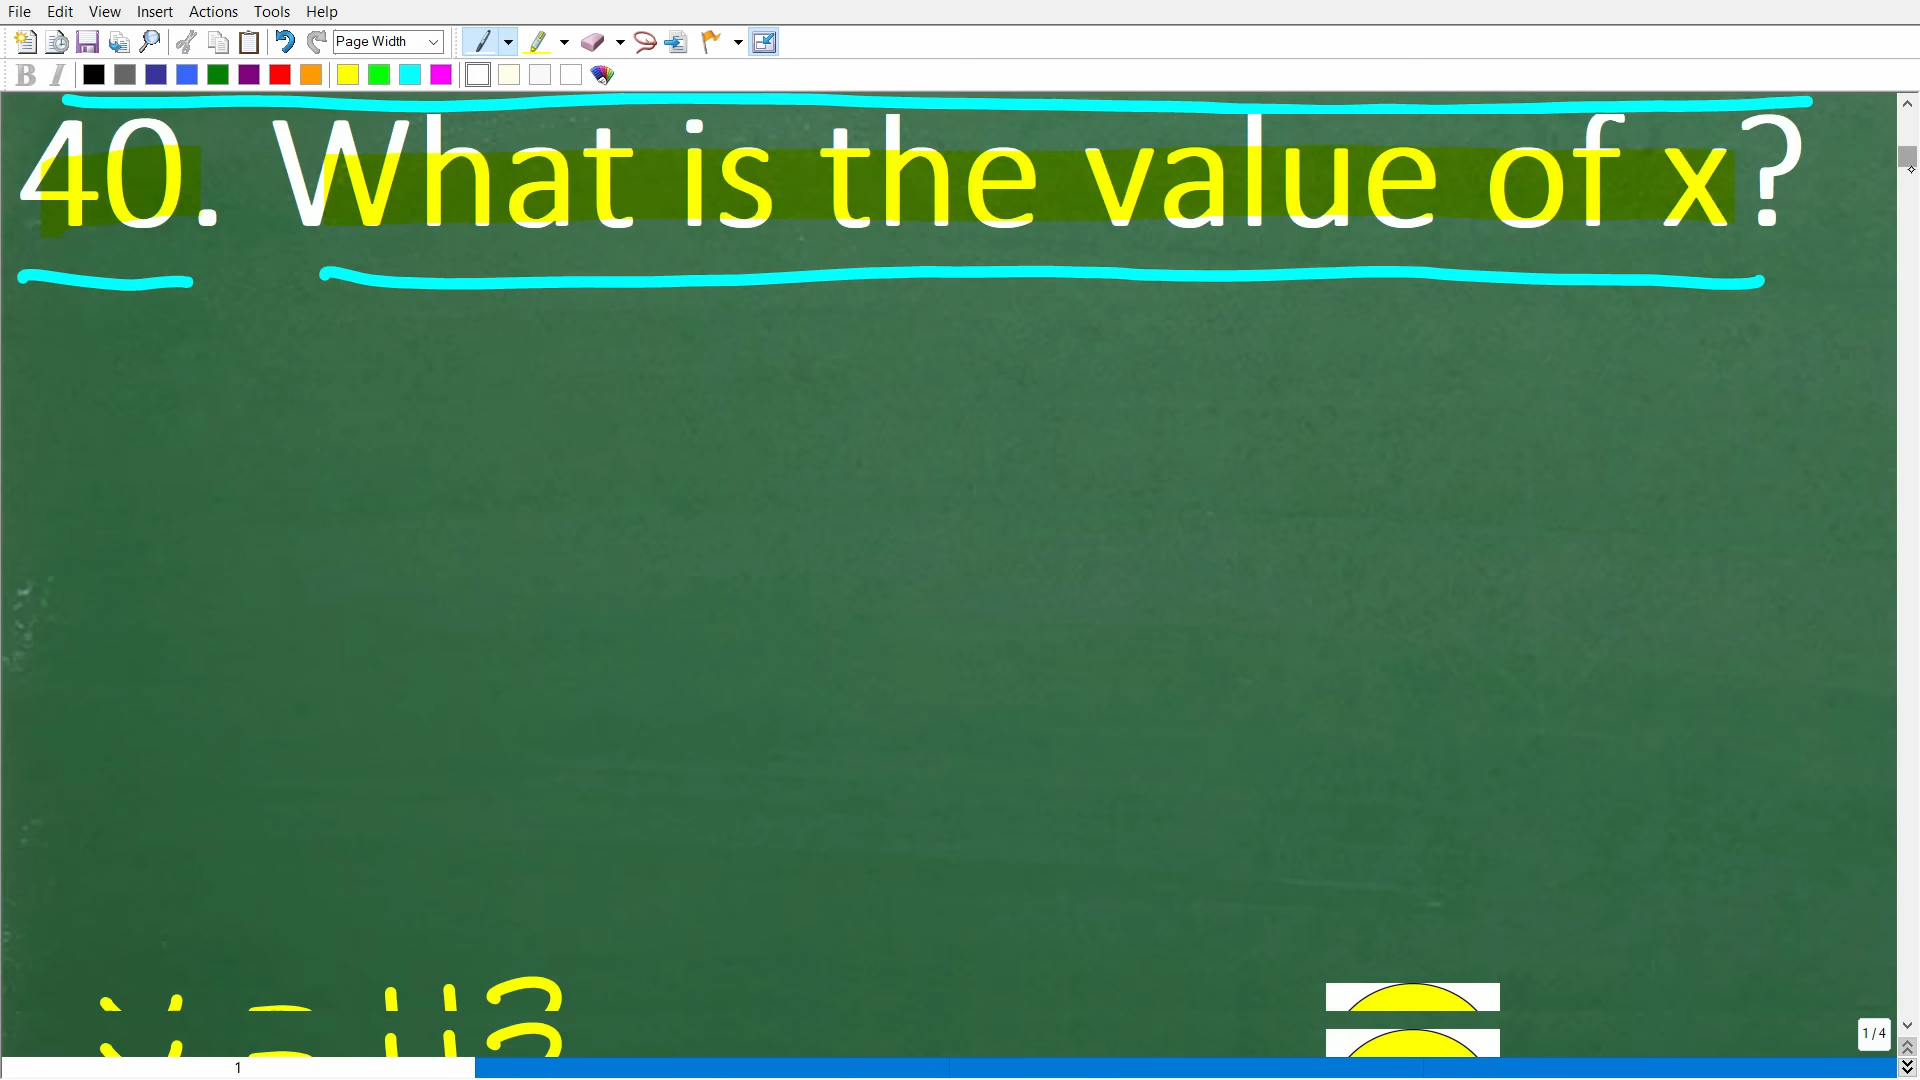 File Edit View Insert Actions Tools Help
Page Width
B I
40. What is the value of x?
1/4
1